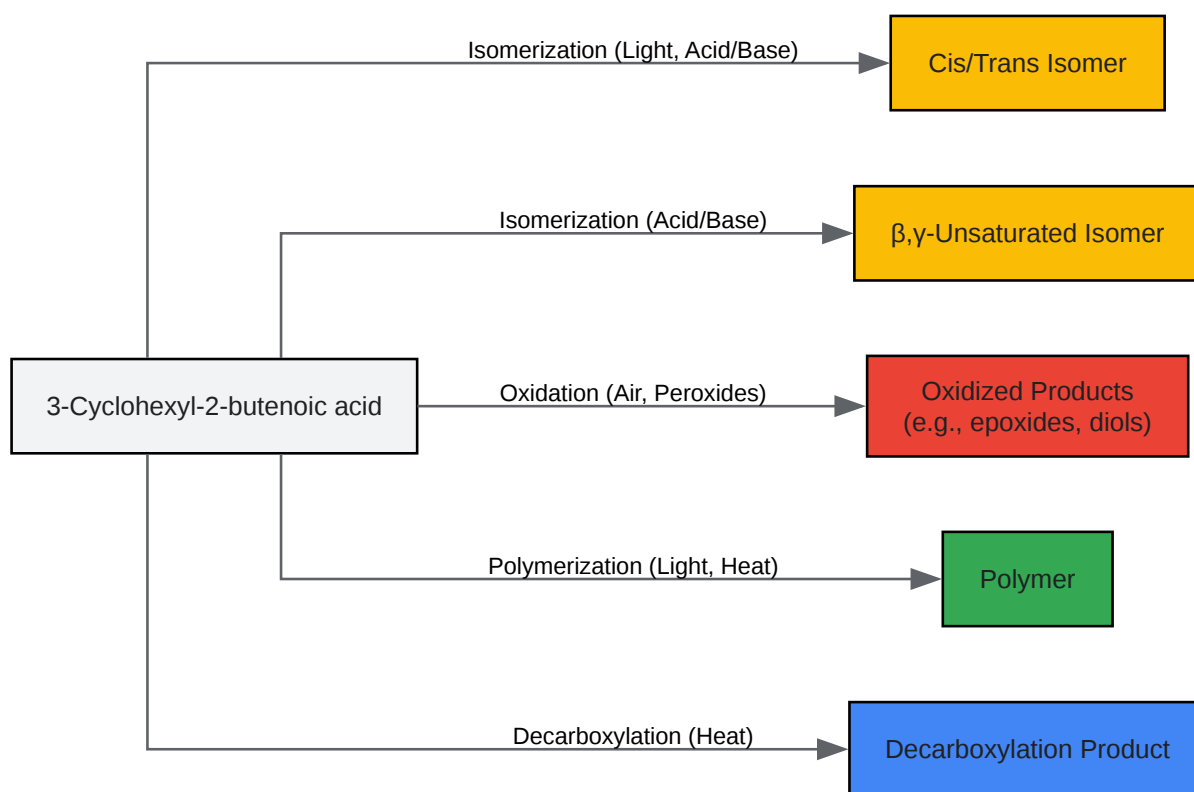 Isomerization (Light, Acid/Base)
Cis/Trans Isomer
Isomerization (Acid/Base)
β,γ-Unsaturated Isomer
3-Cyclohexyl-2-butenoic acid
Oxidation (Air, Peroxides)
Oxidized Products
(e.g., epoxides, diols)
Polymerization (Light, Heat)
Polymer
Decarboxylation (Heat)
Decarboxylation Product